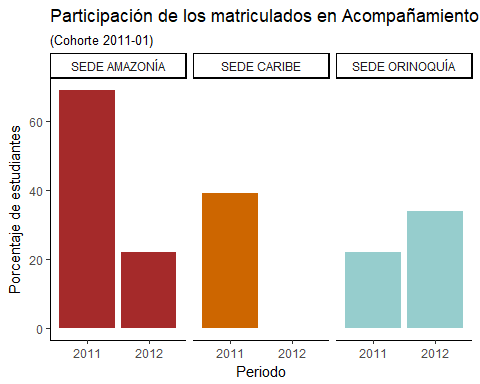 Participación de los matriculados en Acompañamiento
(Cohorte 2011-01)
SEDE AMAZONÍA SEDE CARIBE SEDE ORINOQUÍA
Porcentaje de estudiantes
60
40
20
0
2011 2012 2011 2012 2011 2012
Periodo